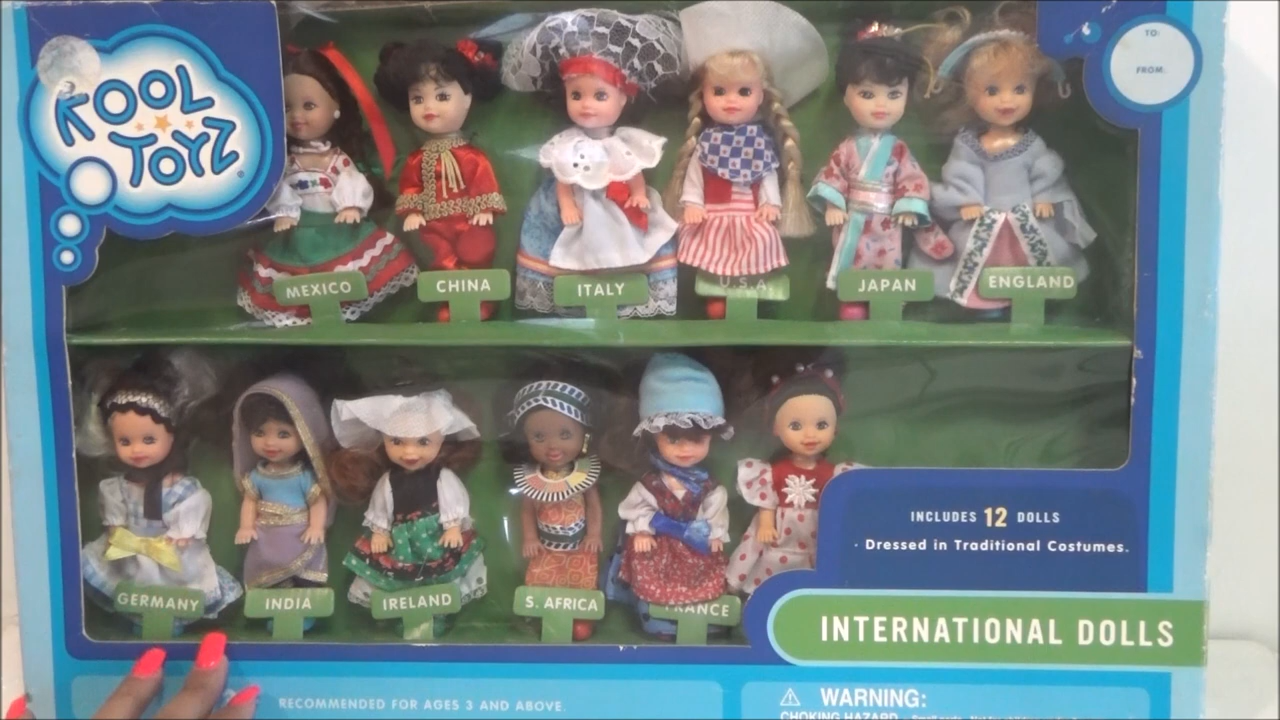 KOOL
TOYZ®
TO:
FROM:
MEXICO
CHINA
ITALY
U.S.A.
JAPAN
ENGLAND
GERMANY
INDIA
IRELAND
S. AFRICA
FRANCE
INCLUDES 12 DOLLS
· Dressed in Traditional Costumes.
INTERNATIONAL DOLLS
RECOMMENDED FOR AGES 3 AND ABOVE.
WARNING:
CHOKING HAZARD